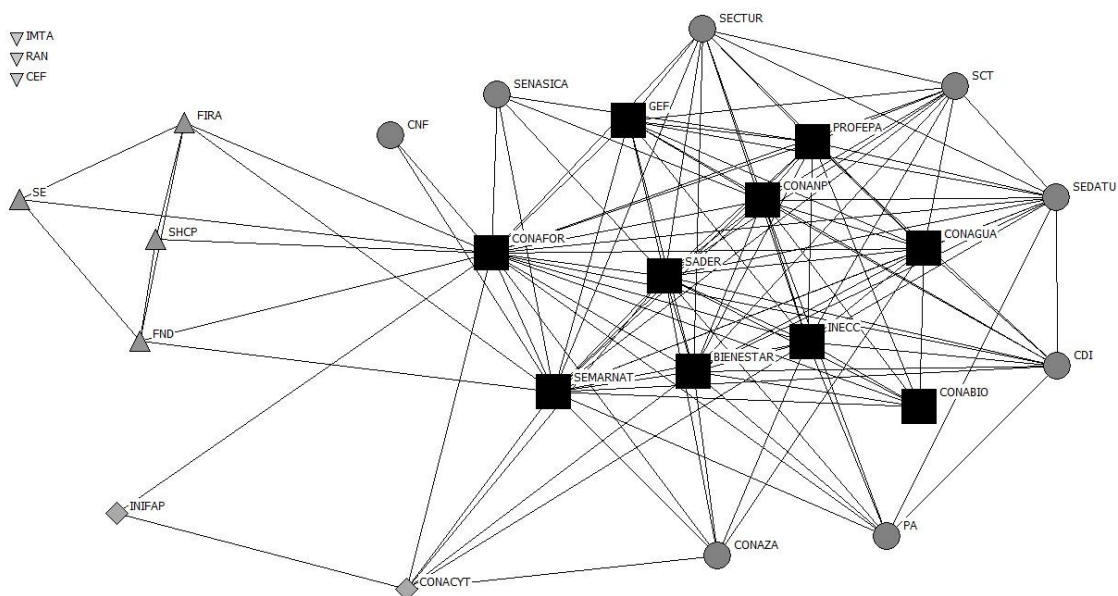 SECTUR
IMTA
RAN
CEF
SENASICA
SCT
GEF
FIRA
CNF
PROFEPA
SE
CONANP
SEDATU
SHCP
CONAFOR
CONAGUA
SADER
FND
INECC
BIENESTAR
CDI
SEMARNAT
CONABIO
INIFAP
PA
CONAZA
CONACYT